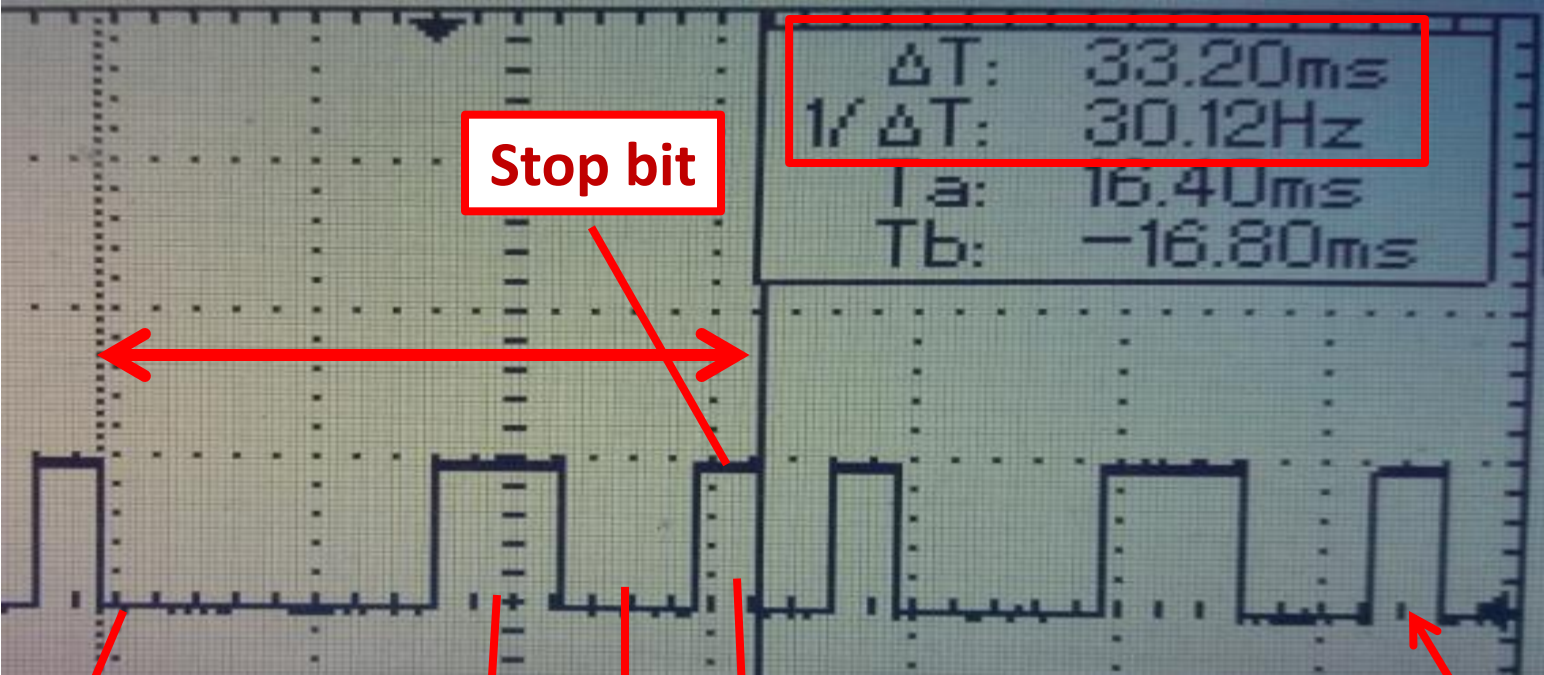 ΔT: 33.20ms
1/ΔT: 30.12Hz
Stop bit
Ta: 16.40ms
Tb: -16.80ms